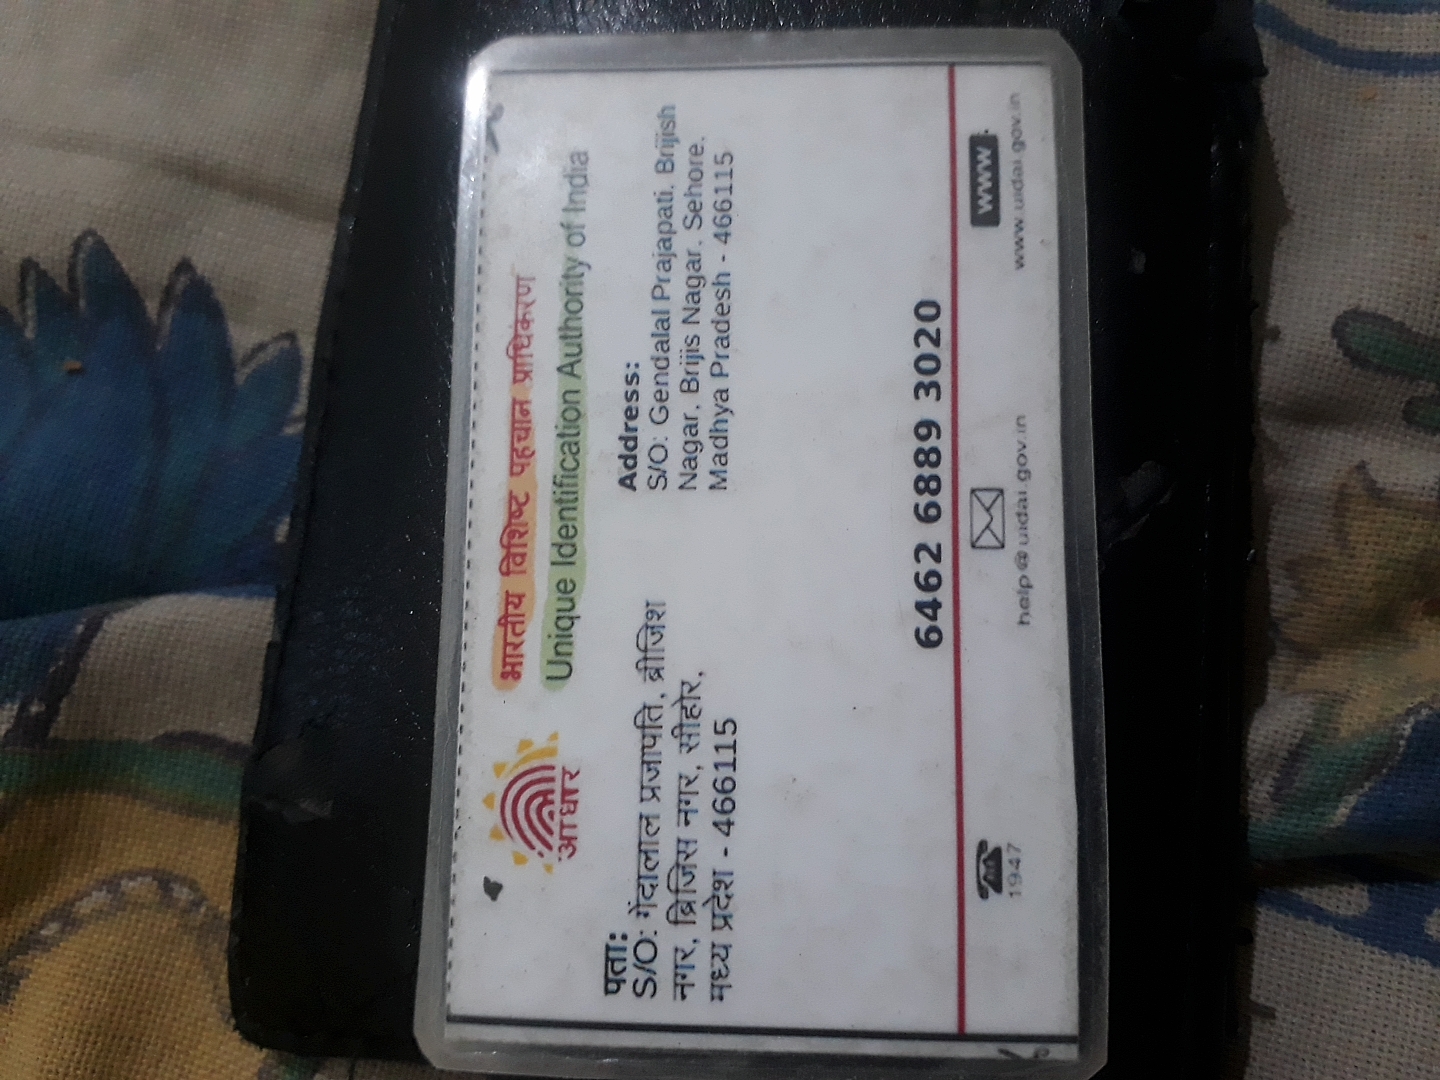 भारतीय विशिष्ट पहचान प्राधिकरण
Unique Identification Authority of India
आधार
पता:
S/O: गेंदालाल प्रजापति, ब्रीजिश
नगर, ब्रिजिस नगर, सीहोर,
मध्य प्रदेश - 466115
Address:
S/O: Gendalal Prajapati, Brijish
Nagar, Brijis Nagar, Sehore,
Madhya Pradesh - 466115
6462 6889 3020
1947
help@uidai.gov.in
www
www.uidai.gov.in